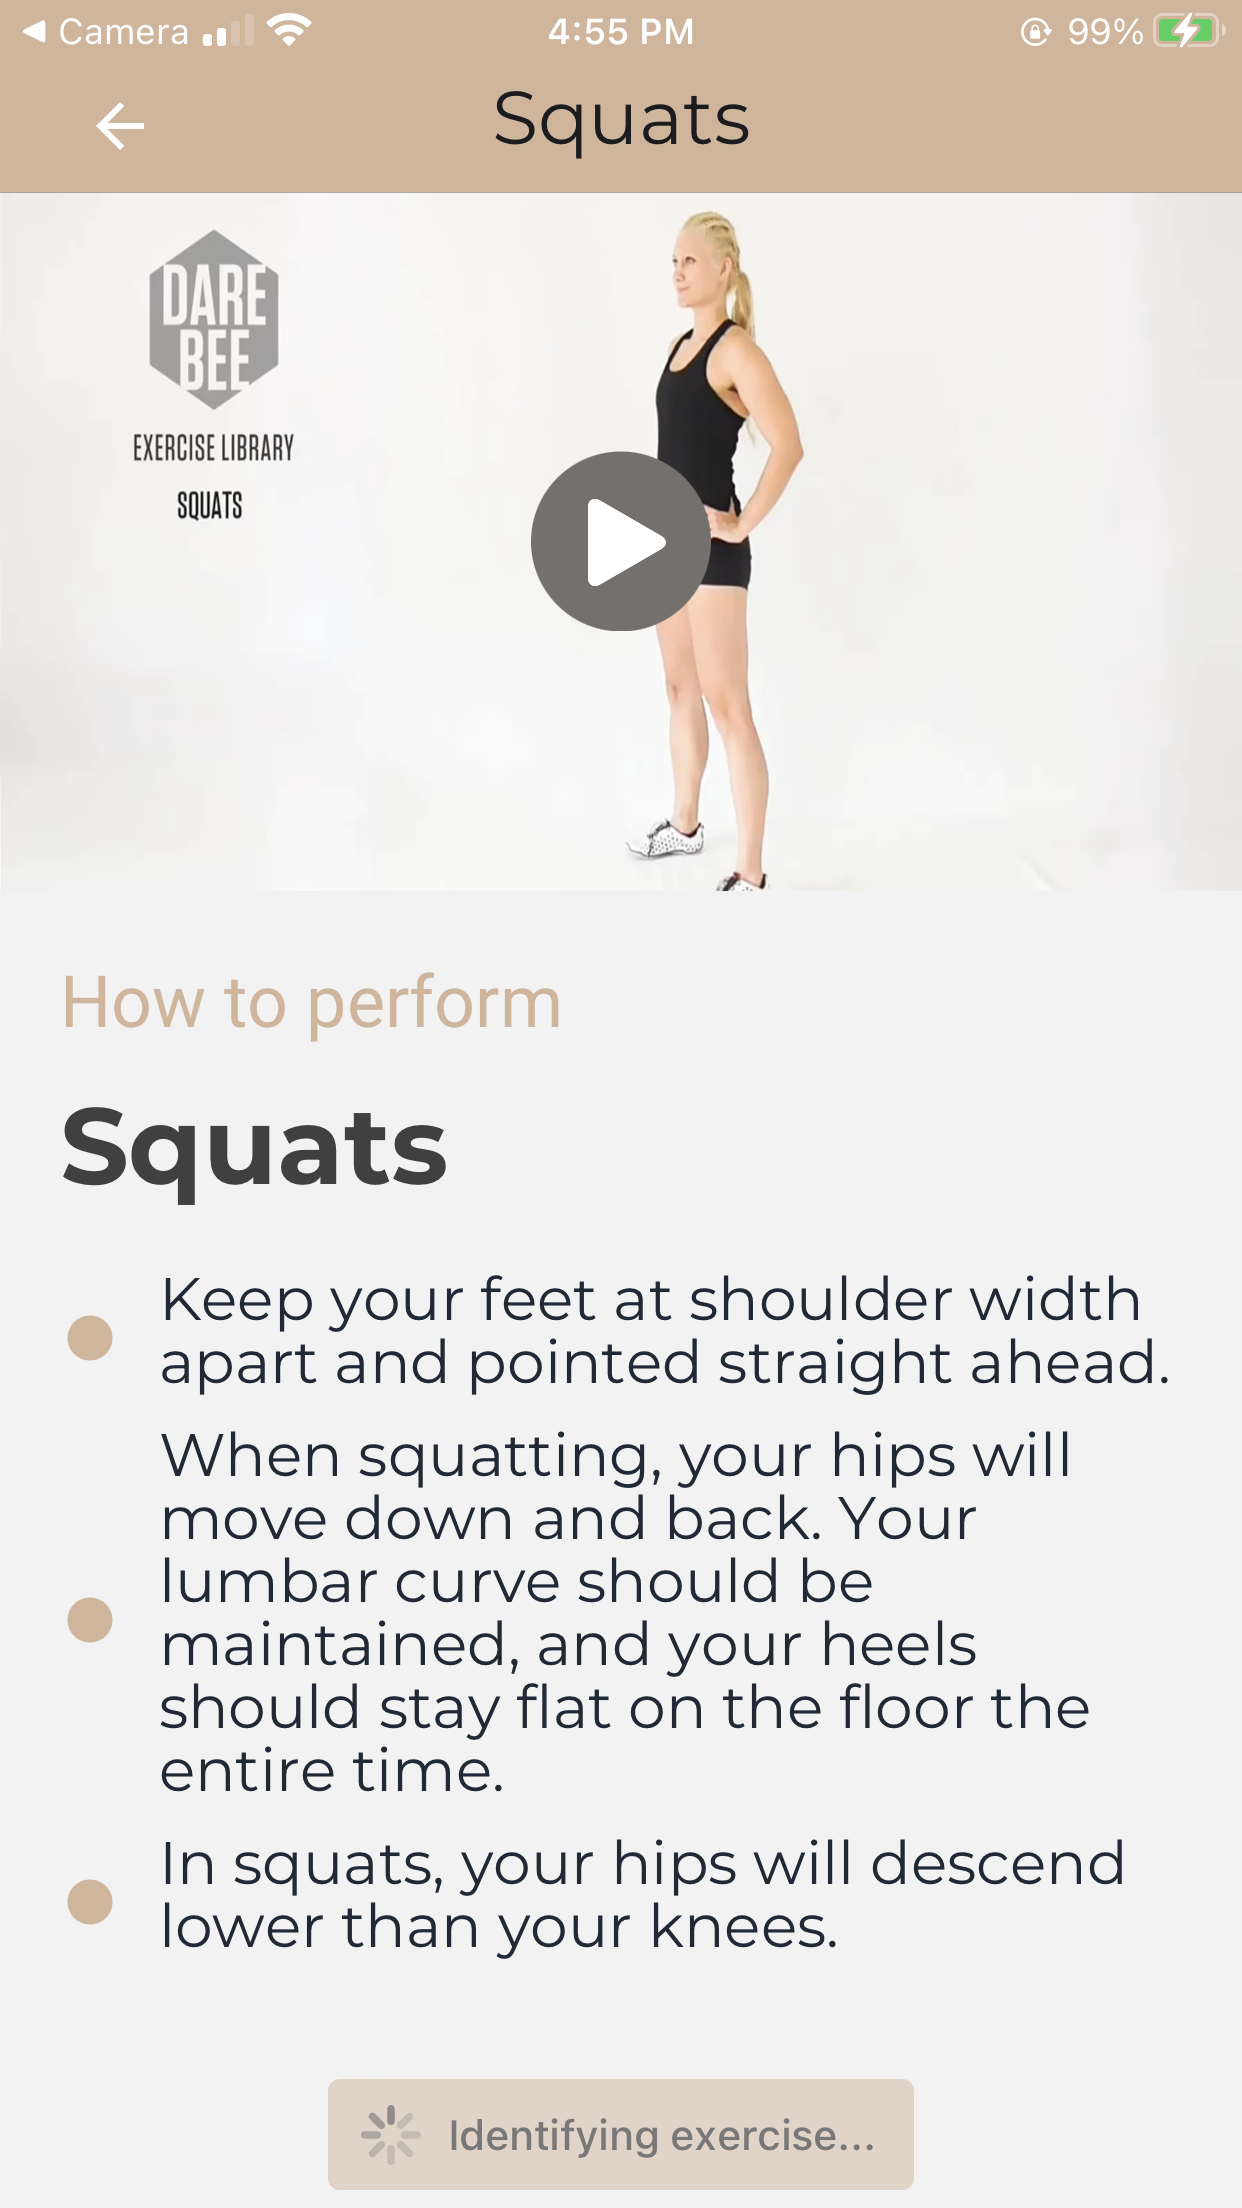 Camera 4:55 PM 99%
Squats
DARE
BEE
EXERCISE LIBRARY
SQUATS
How to perform
Squats
Keep your feet at shoulder width
apart and pointed straight ahead.
When squatting, your hips will
move down and back. Your
lumbar curve should be
maintained, and your heels
should stay flat on the floor the
entire time.
In squats, your hips will descend
lower than your knees.
Identifying exercise...